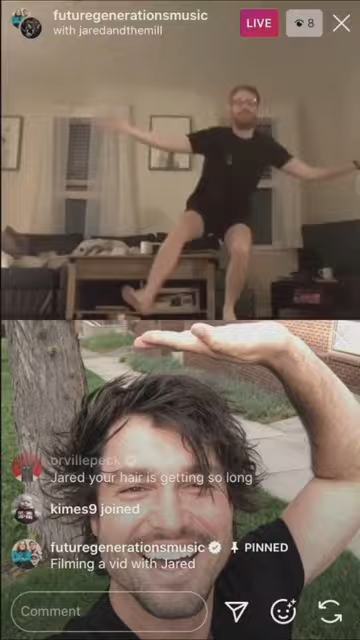 futuregenerationsmusic
with jaredandthemill
LIVE
8
orvillepeck
Jared your hair is getting so long
kimes9 joined
futuregenerationsmusic PINNED
Filming a vid with Jared
Comment